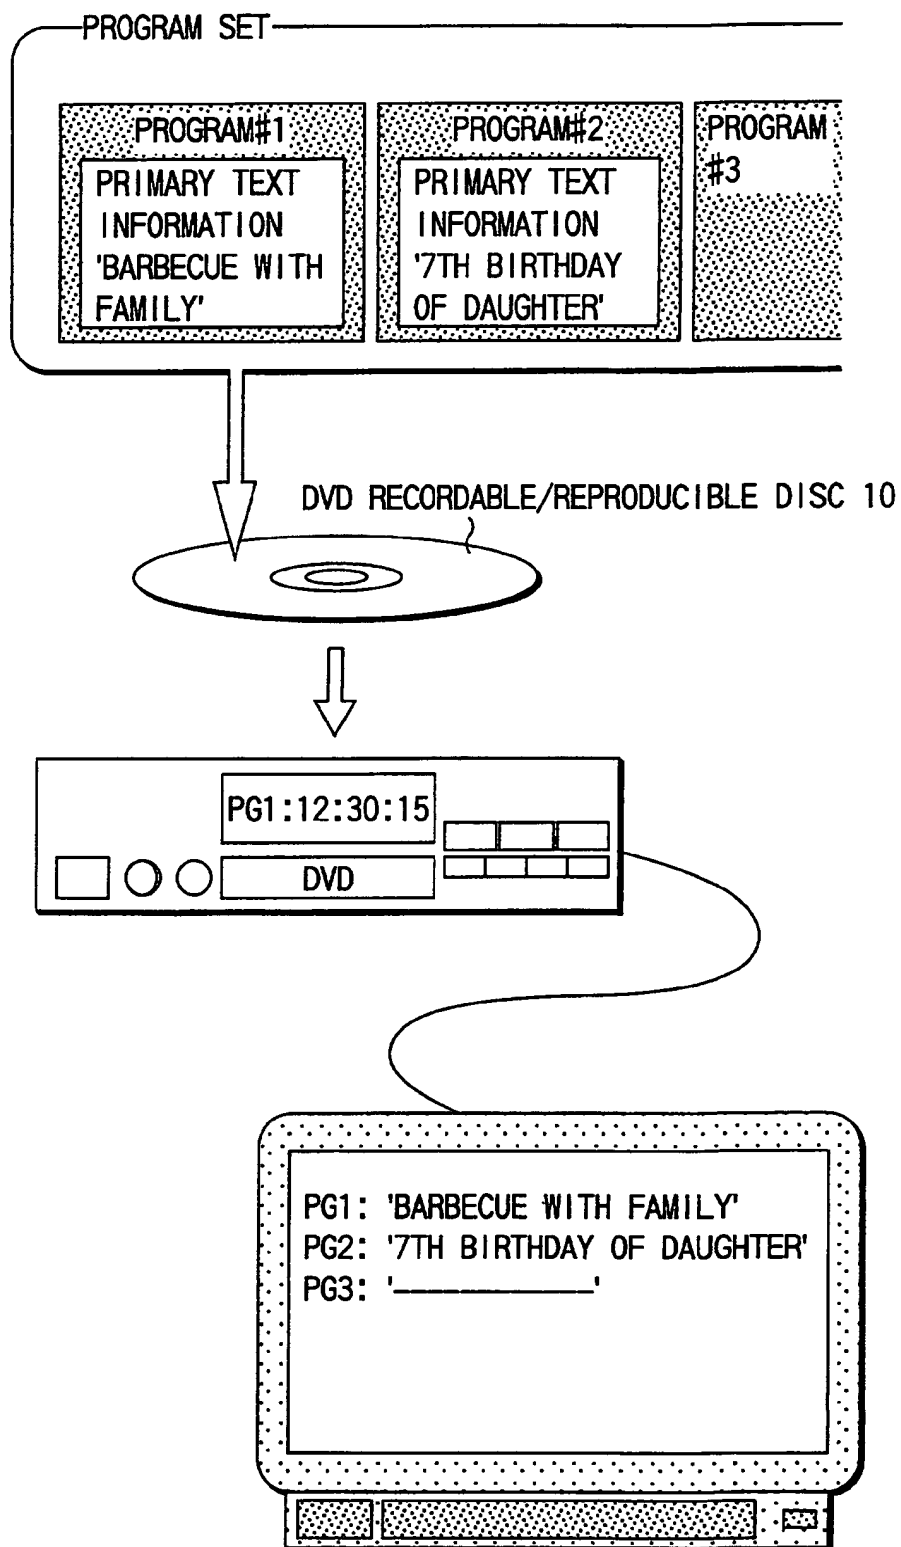 PROGRAM SET
PROGRAM#1
PRIMARY TEXT
INFORMATION
'BARBECUE WITH
FAMILY'
PROGRAM#2
PRIMARY TEXT
INFORMATION
'7TH BIRTHDAY
OF DAUGHTER'
PROGRAM
#3
DVD RECORDABLE/REPRODUCIBLE DISC 10
PG1:12:30:15
DVD
PG1: 'BARBECUE WITH FAMILY'
PG2: '7TH BIRTHDAY OF DAUGHTER'
PG3: '____________'